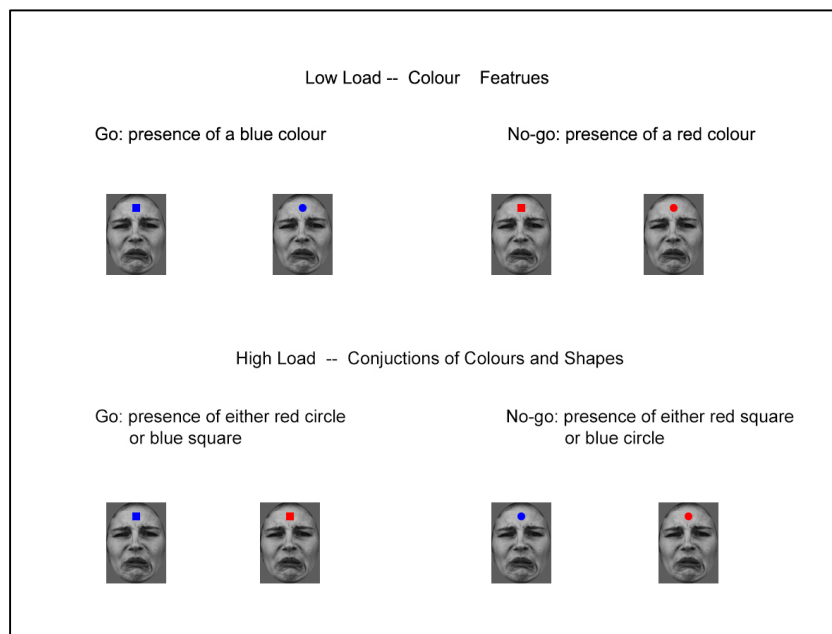 Low Load -- Colour Featrues
Go: presence of a blue colour
No-go: presence of a red colour
High Load -- Conjuctions of Colours and Shapes
Go: presence of either red circle
or blue square
No-go: presence of either red square
or blue circle